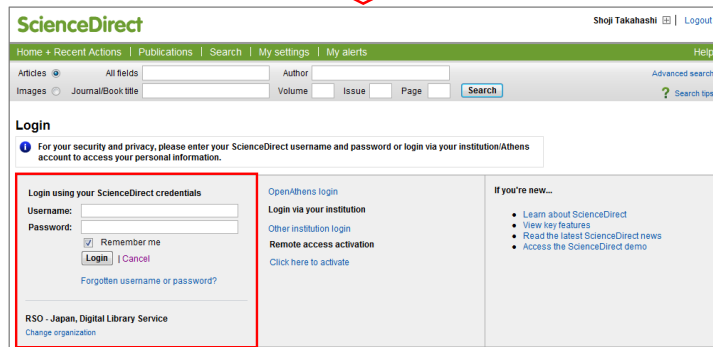 ScienceDirect
Shoji Takahashi | Logout
Home + Recent Actions | Publications | Search | My settings | My alerts Help
Articles All fields Author Advanced search
Images Journal/Book title Volume Issue Page Search ? Search tips
Login
For your security and privacy, please enter your ScienceDirect username and password or login via your institution/Athens
account to access your personal information.
Login using your ScienceDirect credentials
Username:
Password:
Remember me
Login | Cancel
Forgotten username or password?
RSO - Japan, Digital Library Service
Change organization
OpenAthens login
Login via your institution
Other institution login
Remote access activation
Click here to activate
If you're new...
Learn about ScienceDirect
View key features
Read the latest ScienceDirect news
Access the ScienceDirect demo